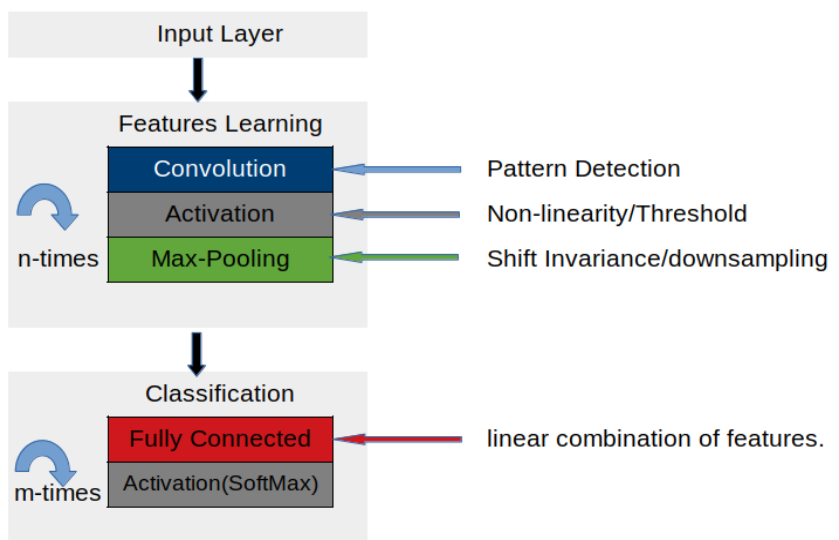 Input Layer
Features Learning
Convolution
Pattern Detection
Activation
Non-linearity/Threshold
n-times
Max-Pooling
Shift Invariance/downsampling
Classification
Fully Connected
linear combination of features.
m-times
Activation(SoftMax)